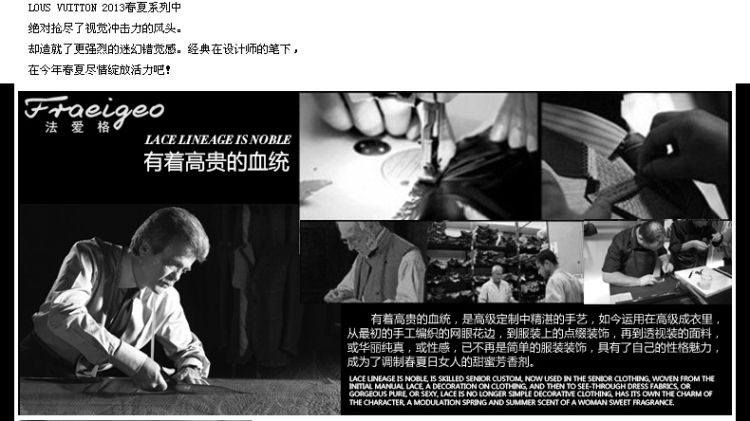 LOUS VUITTON 2013春夏系列中
绝对抢尽了视觉冲击力的风头。
却造就了更强烈的迷幻错觉感。经典在设计师的笔下，
在今年春夏尽情绽放活力吧！
Fraeigeo
法爱格
LACE LINEAGE IS NOBLE
有着高贵的血统
有着高贵的血统，是高级定制中精湛的手艺，如今运用在高级成衣里，
从最初的手工编织的网眼花边，到服装上的点缀装饰，再到透视装的面料，
或华丽纯真，或性感，已不再是简单的服装装饰，具有了自己的性格魅力，
成为了调制春夏日女人的甜蜜芳香剂。
LACE LINEAGE IS NOBLE, IS SKILLED SENIOR CUSTOM, NOW USED IN THE SENIOR CLOTHING, WOVEN FROM THE
INITIAL MANUAL LACE, A DECORATION ON CLOTHING, AND THEN TO SEE-THROUGH DRESS FABRICS, OR
GORGEOUS PURE, OR SEXY, LACE IS NO LONGER SIMPLE DECORATIVE CLOTHING, HAS ITS OWN THE CHARM OF
THE CHARACTER, A MODULATION SPRING AND SUMMER SCENT OF A WOMAN SWEET FRAGRANCE.